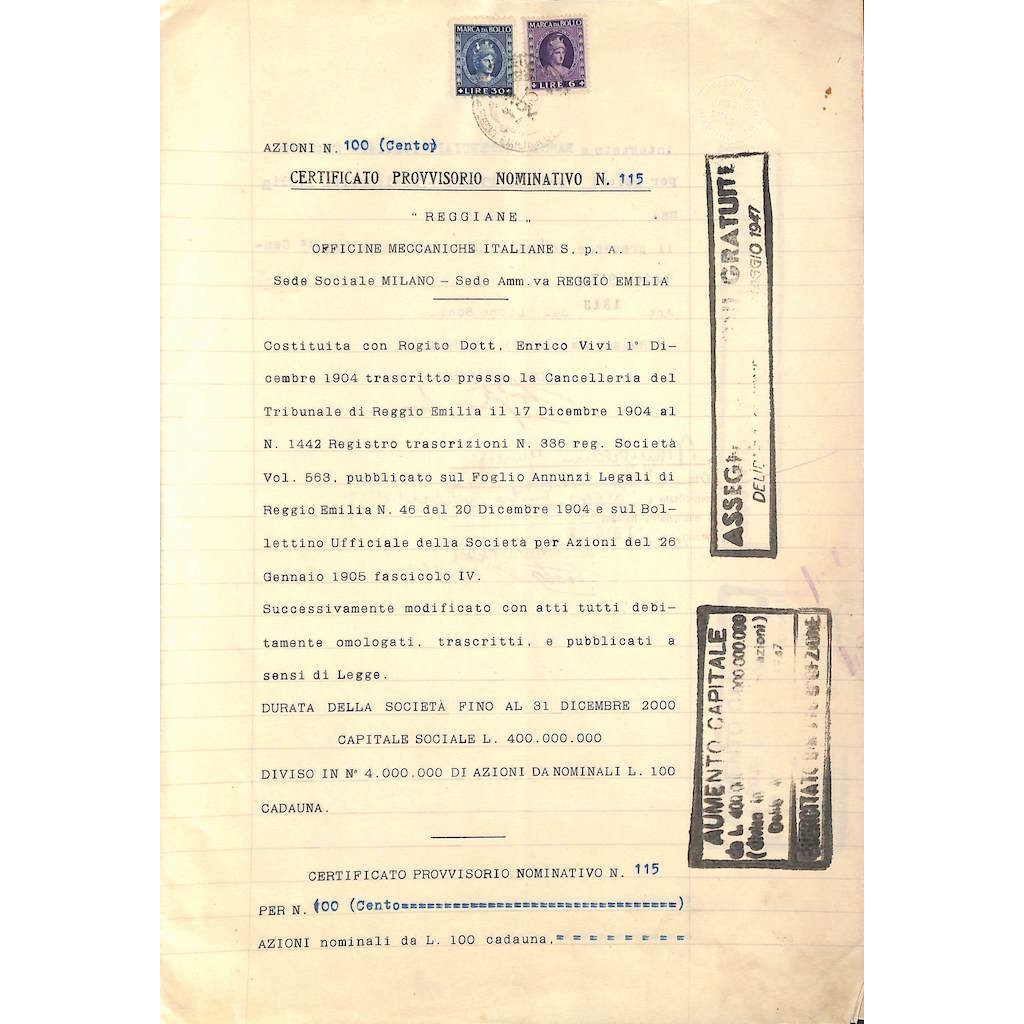 MARCA DA BOLLO
LIRE 30
MARCA DA BOLLO
LIRE 6
AZIONI N. 100 (Cento)
CERTIFICATO PROVVISORIO NOMINATIVO N. 115
“ REGGIANE „
OFFICINE MECCANICHE ITALIANE S. p. A.
Sede Sociale MILANO – Sede Amm.va REGGIO EMILIA
Costituita con Rogito Dott. Enrico Vivi 1° Di–
cembre 1904 trascritto presso la Cancelleria del
Tribunale di Reggio Emilia il 17 Dicembre 1904 al
N. 1442 Registro trascrizioni N. 336 reg. Società
Vol. 563, pubblicato sul Foglio Annunzi Legali di
Reggio Emilia N. 46 del 20 Dicembre 1904 e sul Bol–
lettino Ufficiale della Società per Azioni del 26
Gennaio 1905 fascicolo IV.
Successivamente modificato con atti tutti debi–
tamente omologati, trascritti, e pubblicati a
sensi di Legge.
DURATA DELLA SOCIETÀ FINO AL 31 DICEMBRE 2000
CAPITALE SOCIALE L. 400.000.000
DIVISO IN N° 4.000.000 DI AZIONI DA NOMINALI L. 100
CADAUNA.
CERTIFICATO PROVVISORIO NOMINATIVO N. 115
PER N. 100 (Cento================================)
AZIONI nominali da L. 100 cadauna,= = = = = = = =
GRATUITE
1947
AUMENTO CAPITALE
da L. 400
000.000.000
azioni)